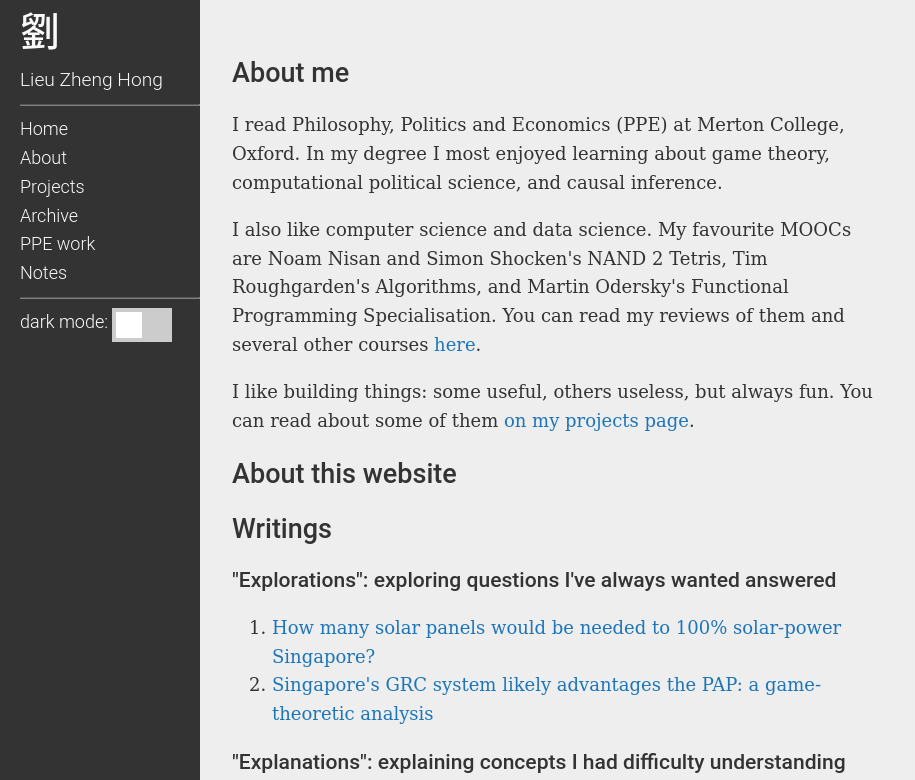 劉
Lieu Zheng Hong
Home
About
Projects
Archive
PPE work
Notes
dark mode:
About me
I read Philosophy, Politics and Economics (PPE) at Merton College,
Oxford. In my degree I most enjoyed learning about game theory,
computational political science, and causal inference.
I also like computer science and data science. My favourite MOOCs
are Noam Nisan and Simon Shocken's NAND 2 Tetris, Tim
Roughgarden's Algorithms, and Martin Odersky's Functional
Programming Specialisation. You can read my reviews of them and
several other courses here.
I like building things: some useful, others useless, but always fun. You
can read about some of them on my projects page.
About this website
Writings
"Explorations": exploring questions I've always wanted answered
1. How many solar panels would be needed to 100% solar-power
Singapore?
2. Singapore's GRC system likely advantages the PAP: a game-
theoretic analysis
"Explanations": explaining concepts I had difficulty understanding